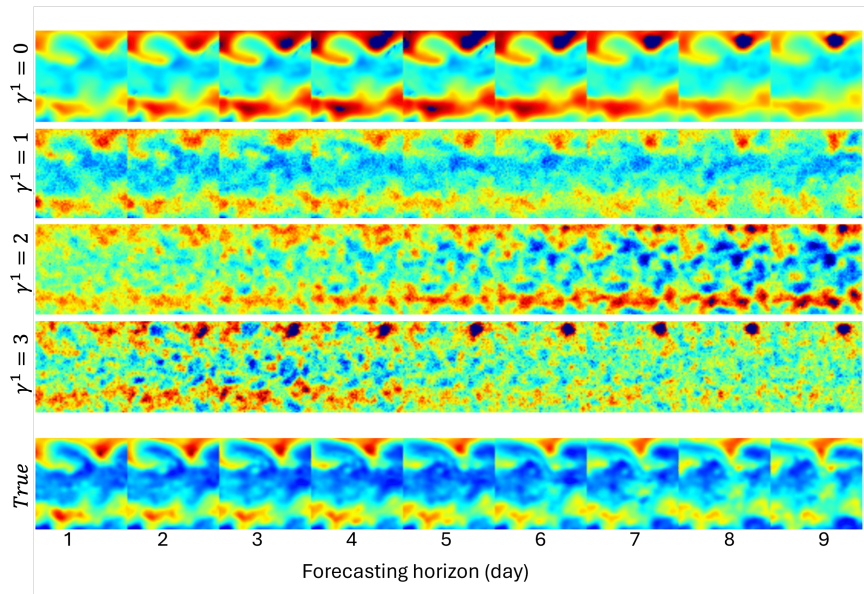 γ¹ = 0
γ¹ = 1
γ¹ = 2
γ¹ = 3
True
1 2 3 4 5 6 7 8 9
Forecasting horizon (day)